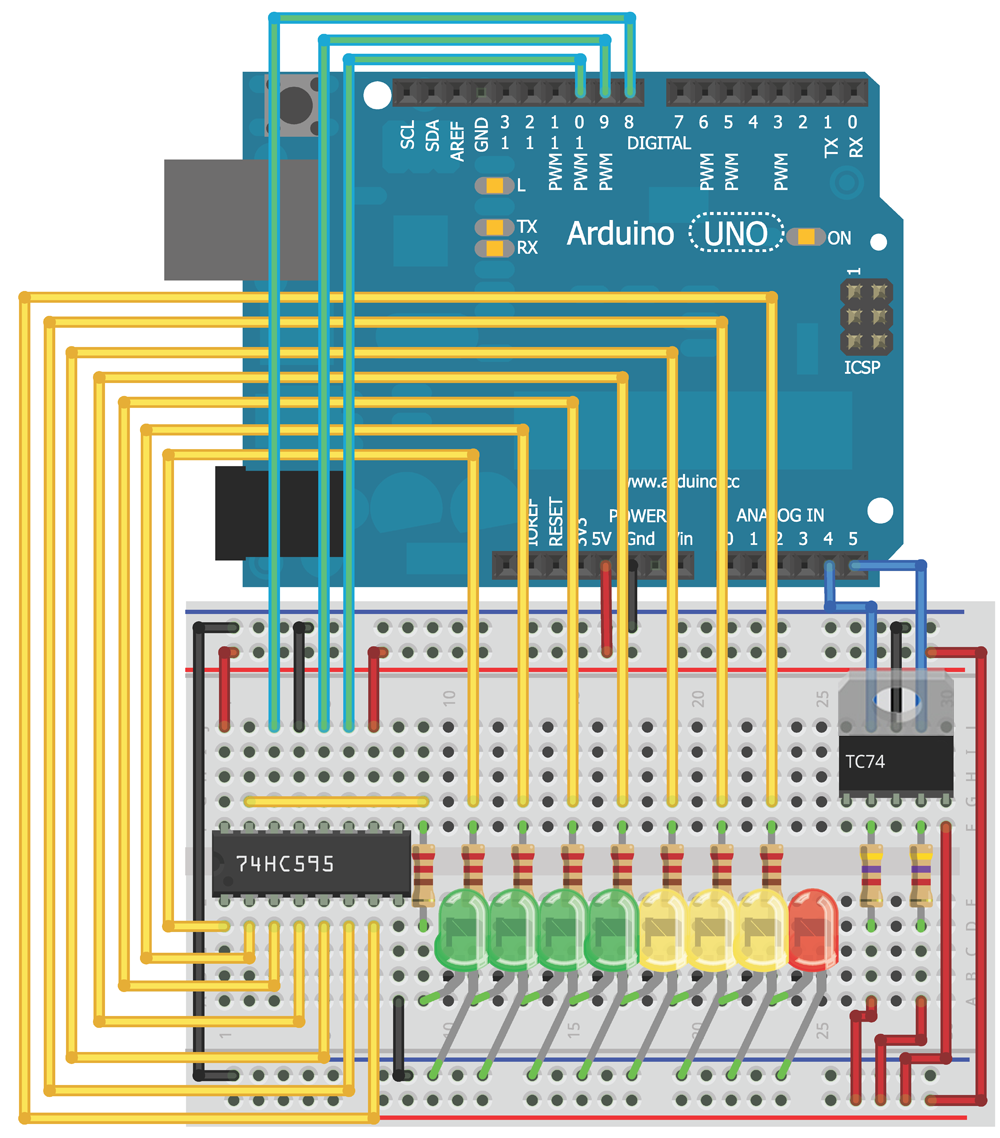 SCL
SDA
AREF
GND
13
12
11
10
9
8
7
6
5
4
3
2
1
0
PWM
PWM
PWM
DIGITAL
PWM
PWM
PWM
TX
RX
L
TX
RX
Arduino UNO
ON
1
ICSP
www.arduino.cc
IOREF
RESET
3V3
5V
Gnd
Vin
POWER
ANALOG IN
0
1
2
3
4
5
10
20
25
30
TC74
74HC595
1
10
15
20
25
J
I
H
G
F
E
D
C
B
A